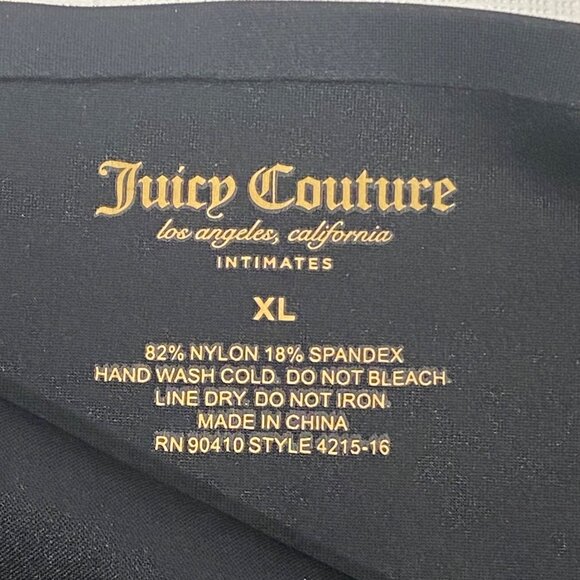 Juicy Couture
los angeles, california
INTIMATES
XL
82% NYLON 18% SPANDEX
HAND WASH COLD. DO NOT BLEACH.
LINE DRY. DO NOT IRON.
MADE IN CHINA
RN 90410 STYLE 4215-16